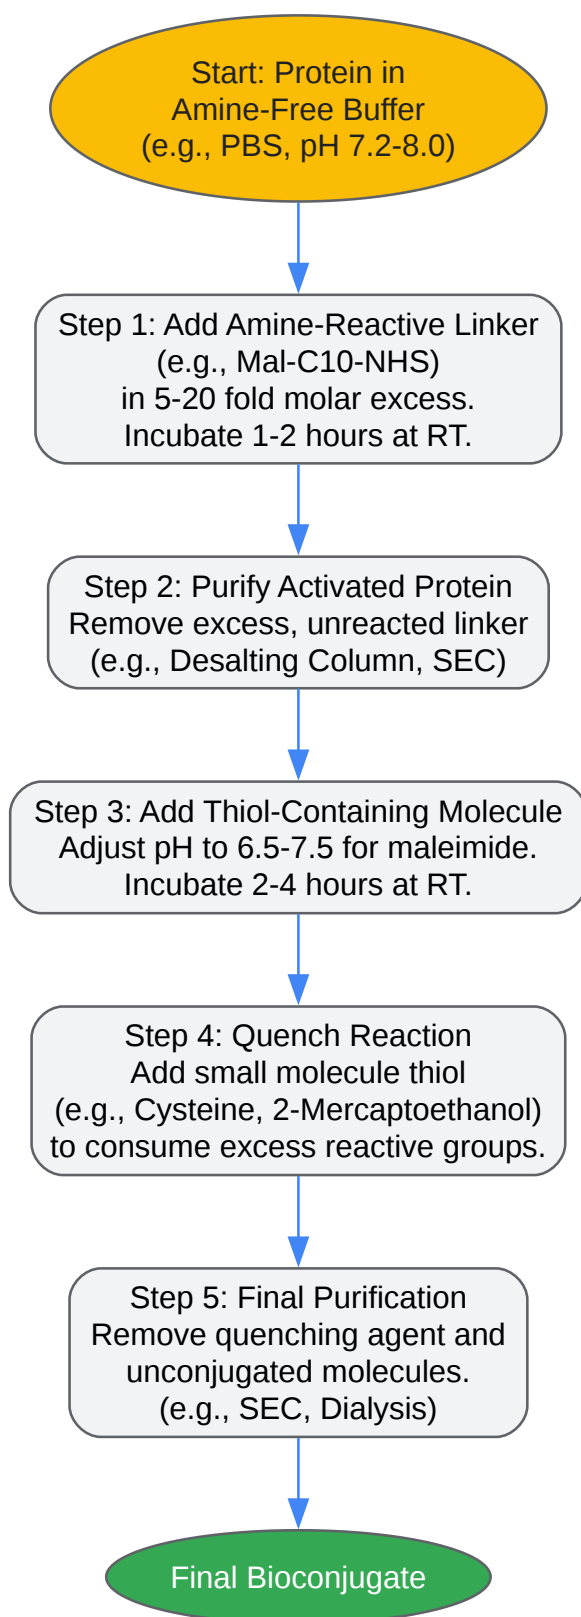 Start: Protein in
Amine-Free Buffer
(e.g., PBS, pH 7.2-8.0)
Step 1: Add Amine-Reactive Linker
(e.g., Mal-C10-NHS)
in 5-20 fold molar excess.
Incubate 1-2 hours at RT.
Step 2: Purify Activated Protein
Remove excess, unreacted linker
(e.g., Desalting Column, SEC)
Step 3: Add Thiol-Containing Molecule
Adjust pH to 6.5-7.5 for maleimide.
Incubate 2-4 hours at RT.
Step 4: Quench Reaction
Add small molecule thiol
(e.g., Cysteine, 2-Mercaptoethanol)
to consume excess reactive groups.
Step 5: Final Purification
Remove quenching agent and
unconjugated molecules.
(e.g., SEC, Dialysis)
Final Bioconjugate